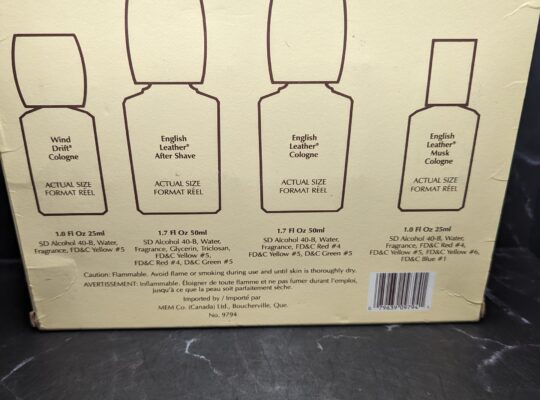 Wind
Drift®
Cologne
ACTUAL SIZE
FORMAT RÉEL
1.0 Fl Oz 25ml
SD Alcohol 40-B, Water,
Fragrance, FD&C Yellow #5
English
Leather®
After Shave
ACTUAL SIZE
FORMAT RÉEL
1.7 Fl Oz 50ml
SD Alcohol 40-B, Water,
Fragrance, Glycerin, Triclosan,
FD&C Yellow #5,
FD&C Red #4, D&C Green #5
English
Leather®
Cologne
ACTUAL SIZE
FORMAT RÉEL
1.7 Fl Oz 50ml
SD Alcohol 40-B, Water,
Fragrance, FD&C Red #4
FD&C Yellow #5, D&C Green #5
English
Leather®
Musk
Cologne
ACTUAL SIZE
FORMAT RÉEL
1.0 Fl Oz 25ml
SD Alcohol 40-B, Water,
Fragrance, FD&C Red #4,
FD&C Yellow #5, FD&C Yellow #6,
FD&C Blue #1
Caution: Flammable. Avoid flame or smoking during use and until skin is thoroughly dry.
AVERTISSEMENT: Inflammable. Éloigner de toute flamme et ne pas fumer durant l'emploi,
jusqu'à ce que la peau soit parfaitement sèche.
Imported by / Importé par
MEM Co. (Canada) Ltd., Boucherville, Que.
No. 9794
79639 09794